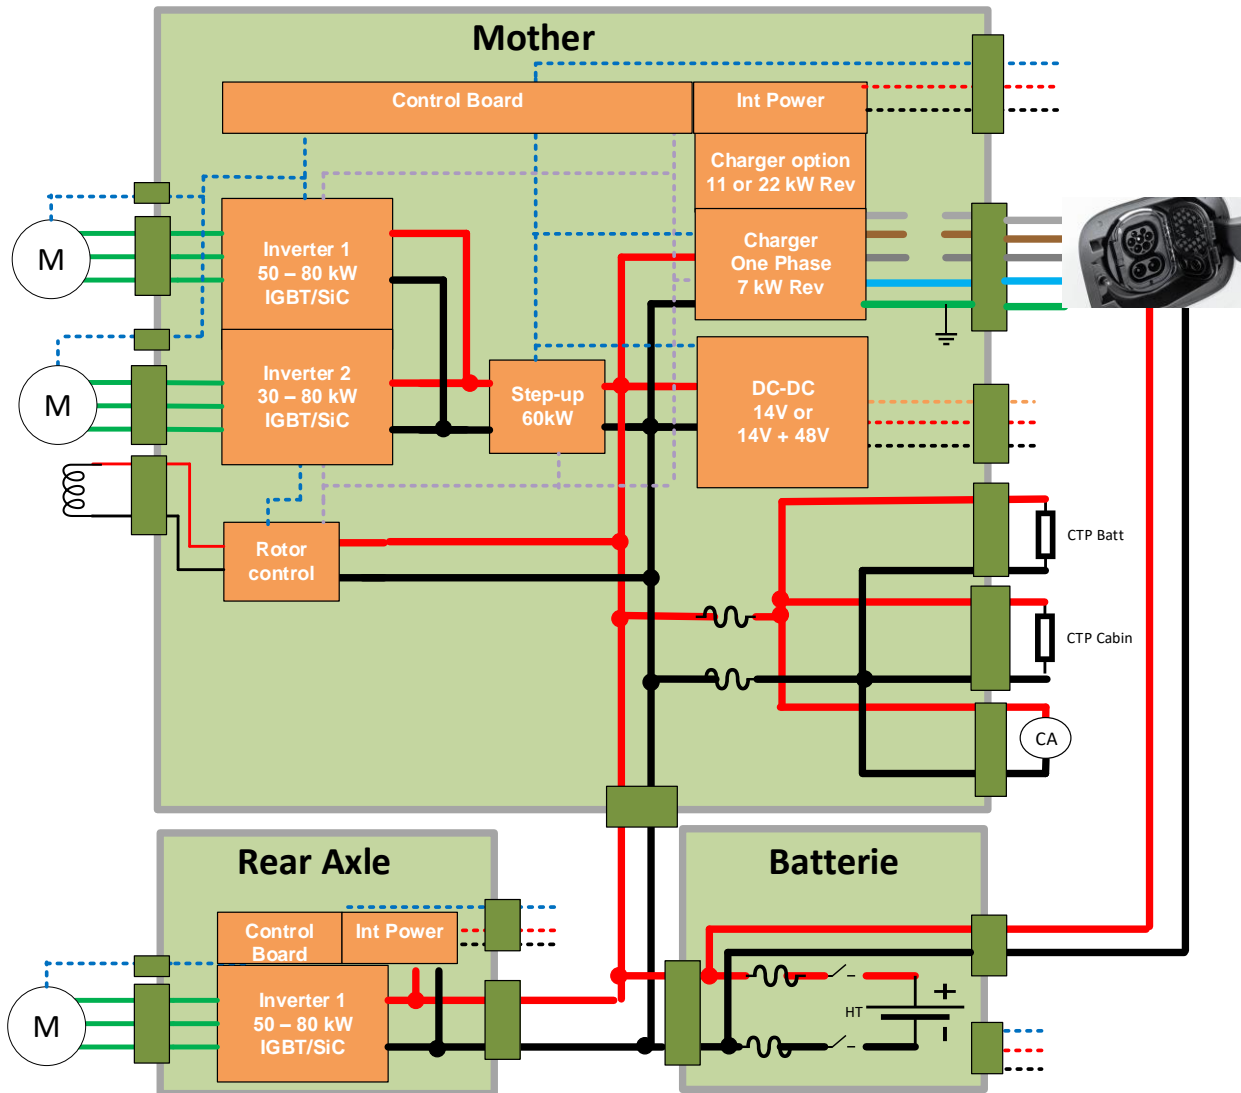 Mother
Control Board
Int Power
Charger option
11 or 22 kW Rev
Inverter 1
50 – 80 kW
IGBT/SiC
Charger
One Phase
7 kW Rev
M
Inverter 2
30 – 80 kW
IGBT/SiC
M
Step-up
60kW
DC-DC
14V or
14V + 48V
Rotor
control
CTP Batt
CTP Cabin
CA
Rear Axle
Control
Board
Int Power
Inverter 1
50 – 80 kW
IGBT/SiC
M
Batterie
HT
+
-